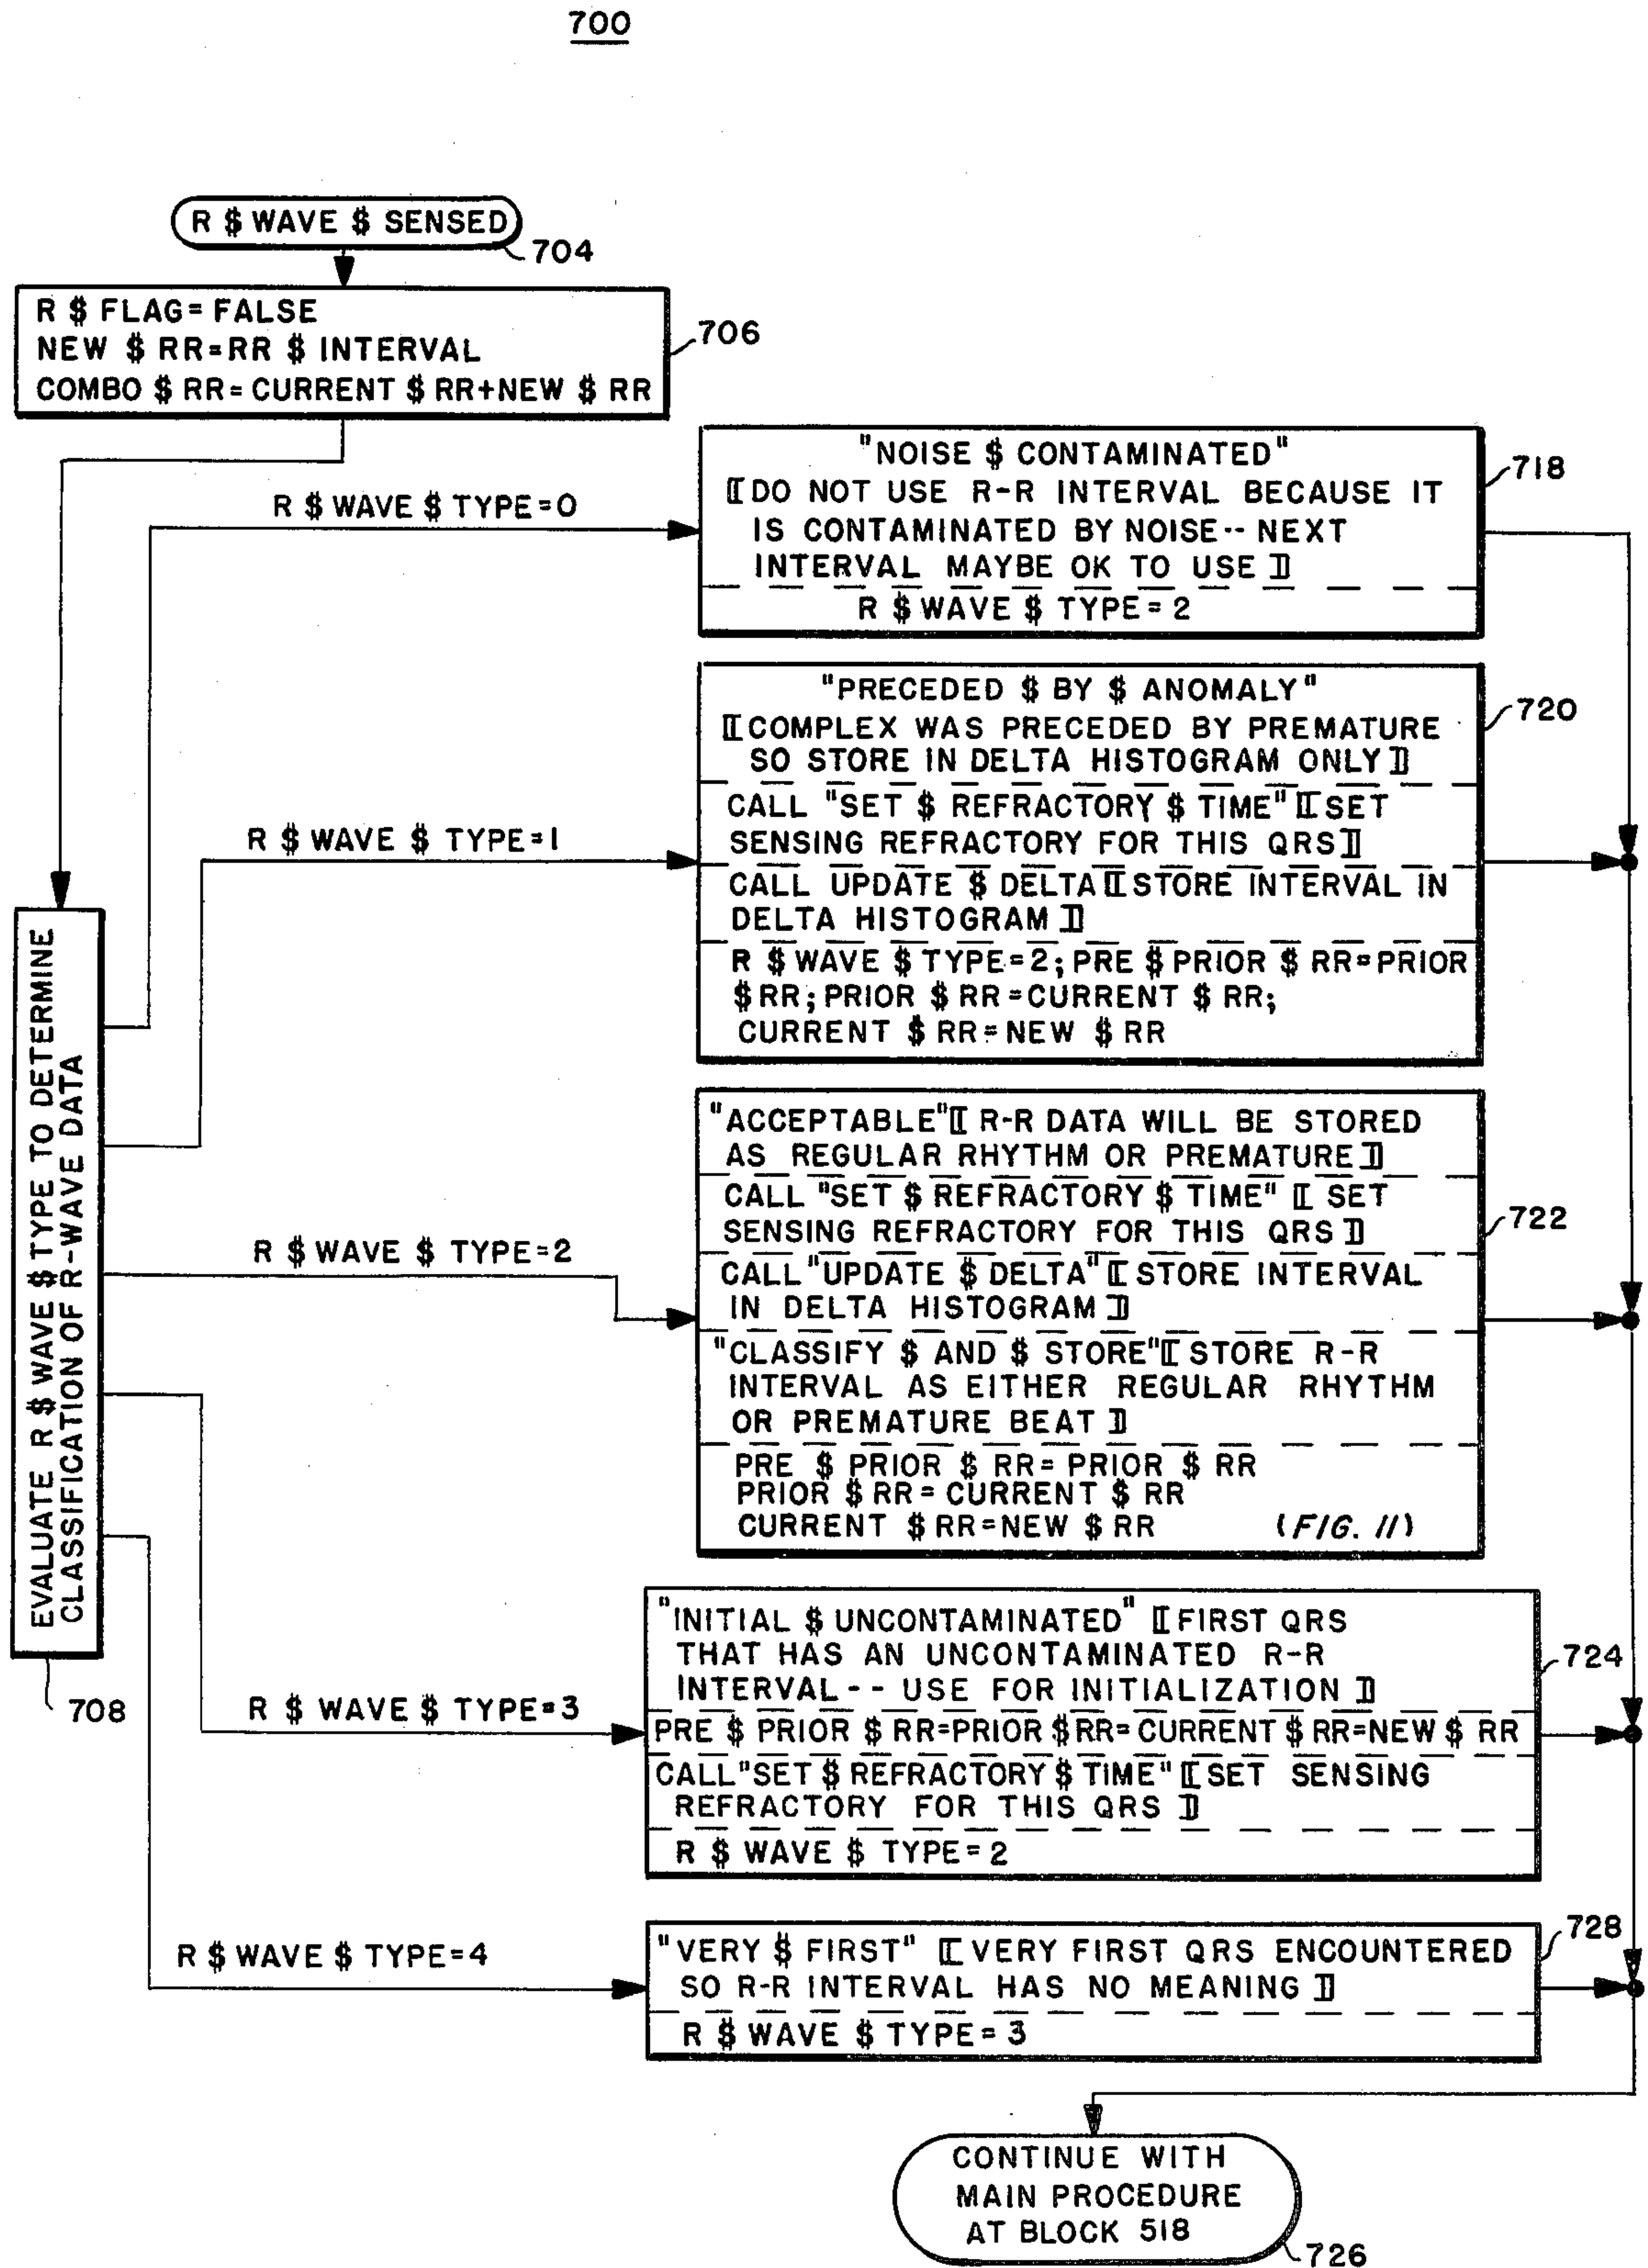 700
R $ WAVE $ SENSED
704
R $ FLAG = FALSE
NEW $ RR = RR $ INTERVAL
COMBO $ RR = CURRENT $ RR + NEW $ RR
706
EVALUATE R $ WAVE $ TYPE TO DETERMINE
CLASSIFICATION OF R-WAVE DATA
708
R $ WAVE $ TYPE = 0
"NOISE $ CONTAMINATED"
[[ DO NOT USE R-R INTERVAL BECAUSE IT
IS CONTAMINATED BY NOISE -- NEXT
INTERVAL MAYBE OK TO USE ]]
R $ WAVE $ TYPE = 2
718
R $ WAVE $ TYPE = 1
"PRECEDED $ BY $ ANOMALY"
[[ COMPLEX WAS PRECEDED BY PREMATURE
SO STORE IN DELTA HISTOGRAM ONLY ]]
CALL "SET $ REFRACTORY $ TIME" [[ SET
SENSING REFRACTORY FOR THIS QRS ]]
CALL UPDATE $ DELTA [[ STORE INTERVAL IN
DELTA HISTOGRAM ]]
R $ WAVE $ TYPE = 2; PRE $ PRIOR $ RR = PRIOR
$ RR; PRIOR $ RR = CURRENT $ RR;
CURRENT $ RR = NEW $ RR
720
R $ WAVE $ TYPE = 2
"ACCEPTABLE" [[ R-R DATA WILL BE STORED
AS REGULAR RHYTHM OR PREMATURE ]]
CALL "SET $ REFRACTORY $ TIME" [[ SET
SENSING REFRACTORY FOR THIS QRS ]]
CALL "UPDATE $ DELTA" [[ STORE INTERVAL
IN DELTA HISTOGRAM ]]
"CLASSIFY $ AND $ STORE" [[ STORE R-R
INTERVAL AS EITHER REGULAR RHYTHM
OR PREMATURE BEAT ]]
PRE $ PRIOR $ RR = PRIOR $ RR
PRIOR $ RR = CURRENT $ RR
CURRENT $ RR = NEW $ RR (FIG. 11)
722
R $ WAVE $ TYPE = 3
"INITIAL $ UNCONTAMINATED" [[ FIRST QRS
THAT HAS AN UNCONTAMINATED R-R
INTERVAL -- USE FOR INITIALIZATION ]]
PRE $ PRIOR $ RR = PRIOR $ RR = CURRENT $ RR = NEW $ RR
CALL "SET $ REFRACTORY $ TIME" [[ SET SENSING
REFRACTORY FOR THIS QRS ]]
R $ WAVE $ TYPE = 2
724
R $ WAVE $ TYPE = 4
"VERY $ FIRST" [[ VERY FIRST QRS ENCOUNTERED
SO R-R INTERVAL HAS NO MEANING ]]
R $ WAVE $ TYPE = 3
728
CONTINUE WITH
MAIN PROCEDURE
AT BLOCK 518
726